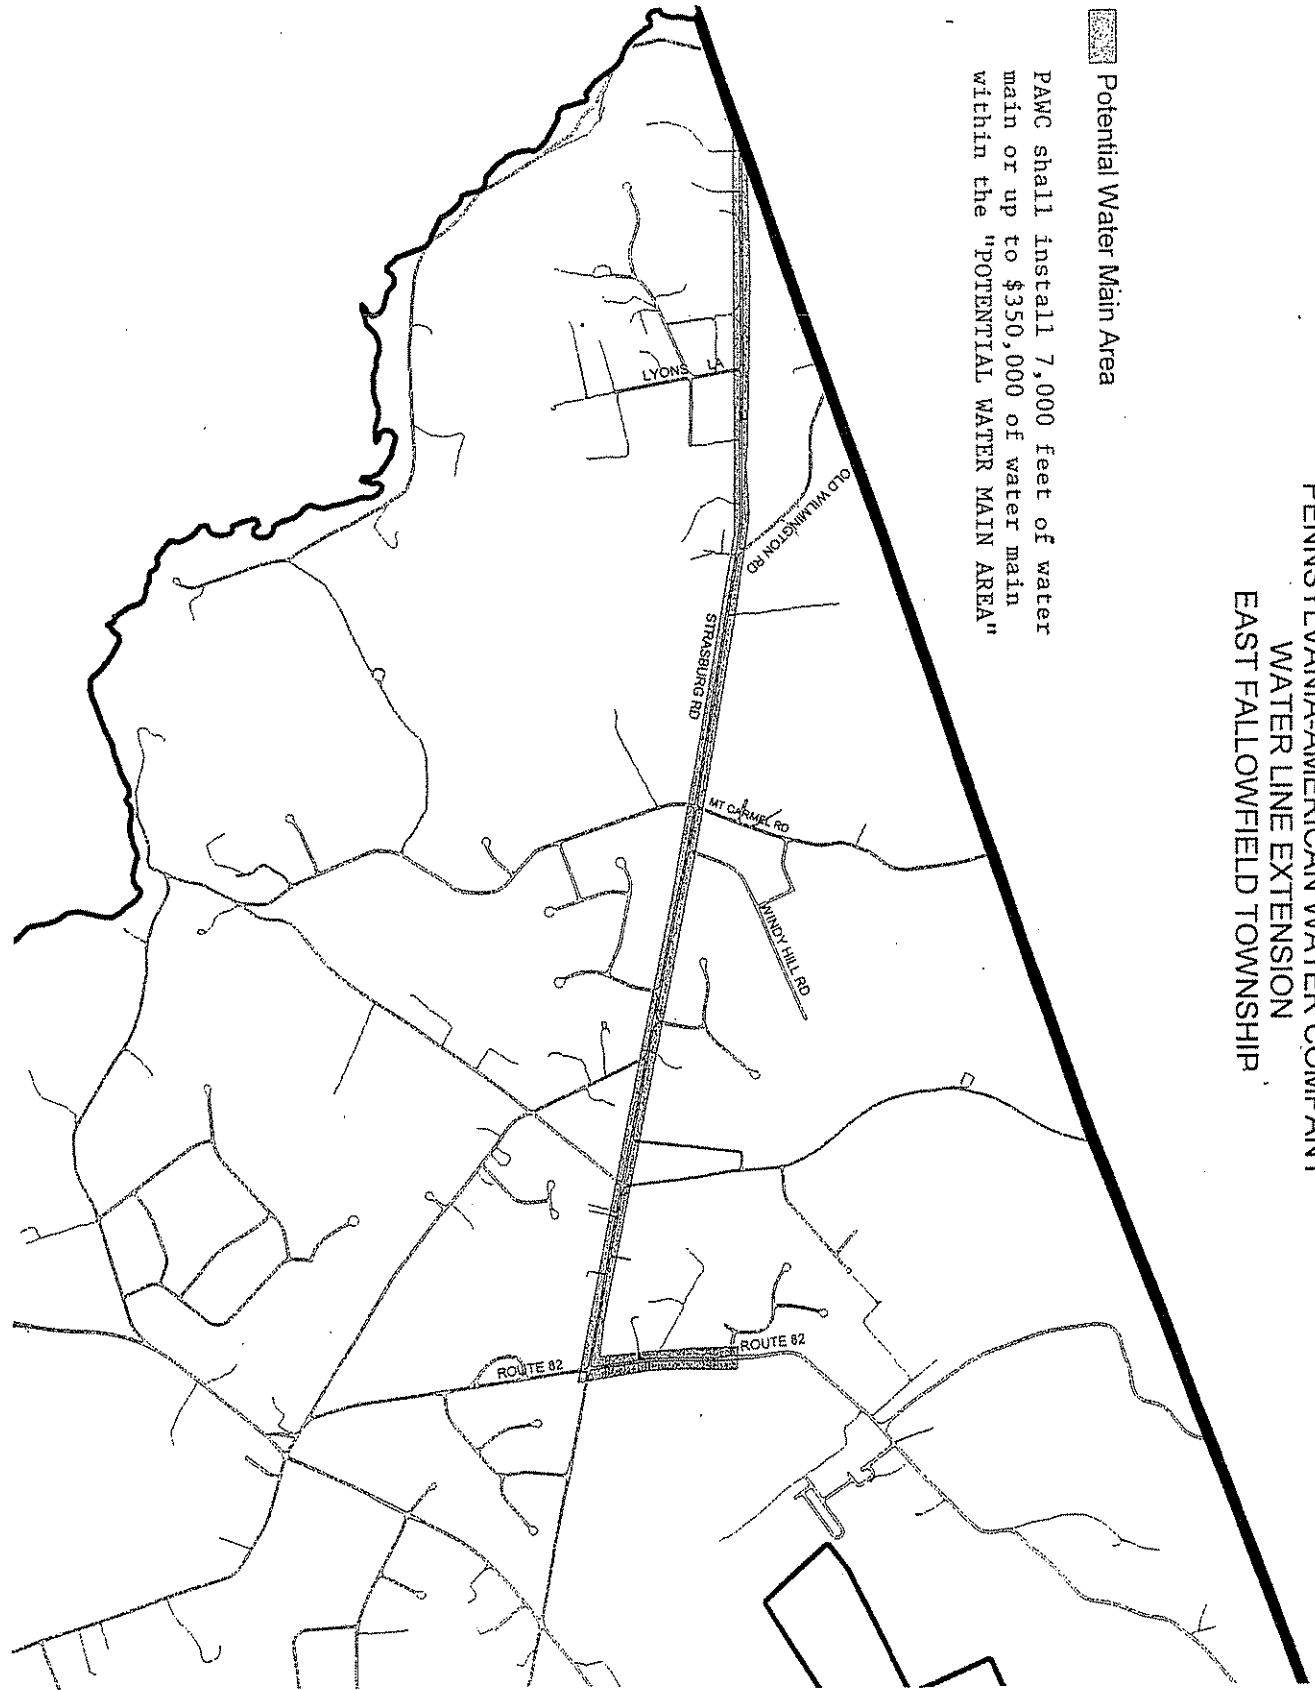 PENNSYLVANIA-AMERICAN WATER COMPANY
WATER LINE EXTENSION
EAST FALLOWFIELD TOWNSHIP
Potential Water Main Area
PAWC shall install 7,000 feet of water
main or up to $350,000 of water main
within the "POTENTIAL WATER MAIN AREA"
OLD WILMINGTON RD
LYONS LA
STRASBURG RD
MT CARMEL RD
WINDY HILL RD
ROUTE 82
ROUTE 82